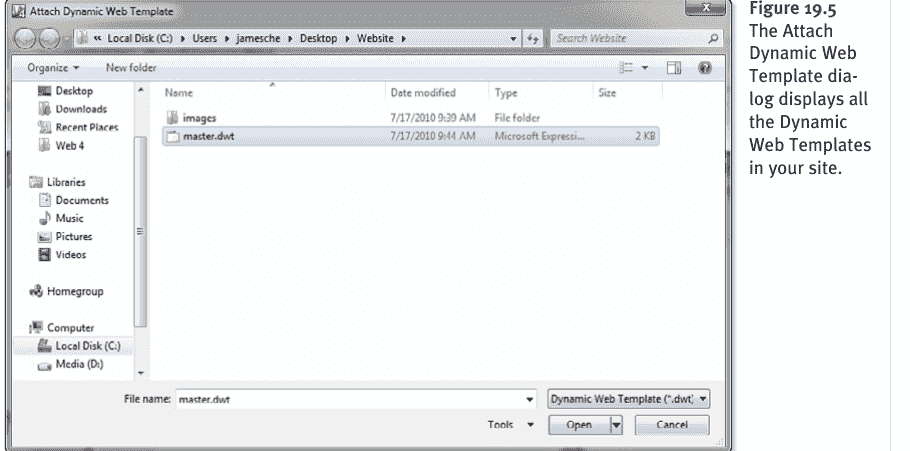 Attach Dynamic Web Template
« Local Disk (C:) ▸ Users ▸ jamesche ▸ Desktop ▸ Website ▸
Search Website
Organize ▾ New folder
Name Date modified Type Size
Desktop
Downloads
Recent Places
Web 4
Libraries
Documents
Music
Pictures
Videos
Homegroup
Computer
Local Disk (C:)
Media (D:)
images 7/17/2010 9:39 AM File folder
master.dwt 7/17/2010 9:44 AM Microsoft Expressi... 2 KB
File name: master.dwt
Dynamic Web Template (*.dwt)
Tools ▾ Open Cancel
Figure 19.5
The Attach
Dynamic Web
Template dia-
log displays all
the Dynamic
Web Templates
in your site.